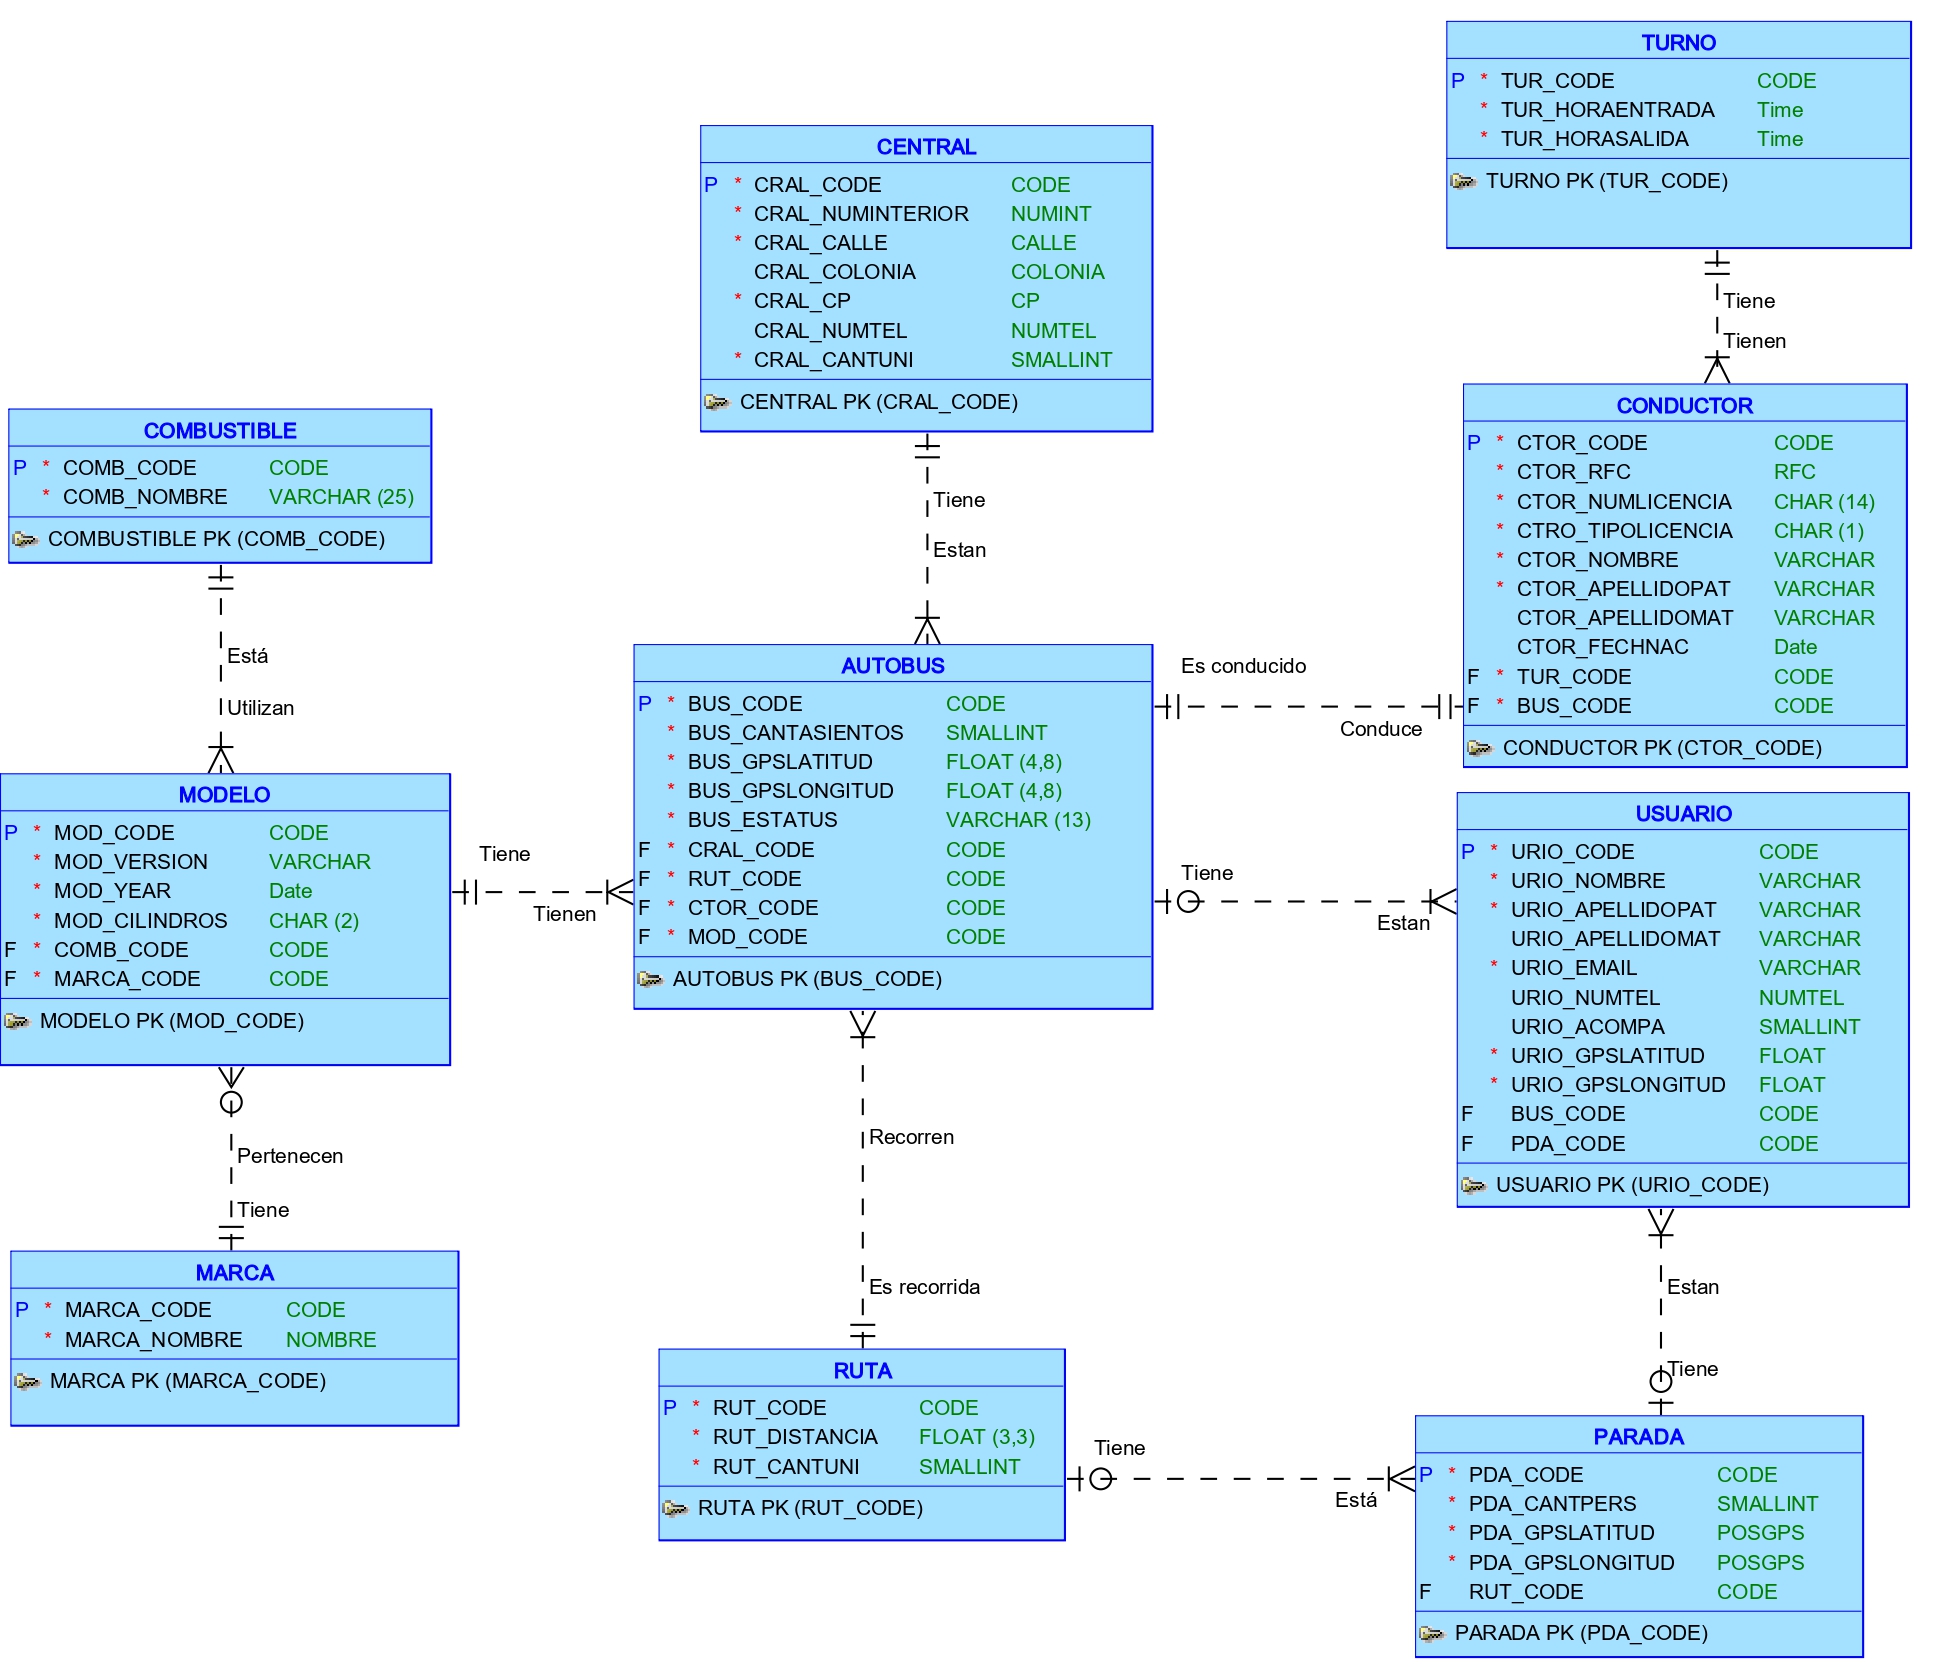 TURNO
P * TUR_CODE CODE
* TUR_HORAENTRADA Time
* TUR_HORASALIDA Time
TURNO PK (TUR_CODE)
Tiene
Tienen
CENTRAL
P * CRAL_CODE CODE
* CRAL_NUMINTERIOR NUMINT
* CRAL_CALLE CALLE
CRAL_COLONIA COLONIA
* CRAL_CP CP
CRAL_NUMTEL NUMTEL
* CRAL_CANTUNI SMALLINT
CENTRAL PK (CRAL_CODE)
Tiene
Estan
CONDUCTOR
P * CTOR_CODE CODE
* CTOR_RFC RFC
* CTOR_NUMLICENCIA CHAR (14)
* CTRO_TIPOLICENCIA CHAR (1)
* CTOR_NOMBRE VARCHAR
* CTOR_APELLIDOPAT VARCHAR
CTOR_APELLIDOMAT VARCHAR
CTOR_FECHNAC Date
F * TUR_CODE CODE
F * BUS_CODE CODE
CONDUCTOR PK (CTOR_CODE)
COMBUSTIBLE
P * COMB_CODE CODE
* COMB_NOMBRE VARCHAR (25)
COMBUSTIBLE PK (COMB_CODE)
Está
Utilizan
AUTOBUS
P * BUS_CODE CODE
* BUS_CANTASIENTOS SMALLINT
* BUS_GPSLATITUD FLOAT (4,8)
* BUS_GPSLONGITUD FLOAT (4,8)
* BUS_ESTATUS VARCHAR (13)
F * CRAL_CODE CODE
F * RUT_CODE CODE
F * CTOR_CODE CODE
F * MOD_CODE CODE
AUTOBUS PK (BUS_CODE)
Es conducido
Conduce
Tiene
Estan
MODELO
P * MOD_CODE CODE
* MOD_VERSION VARCHAR
* MOD_YEAR Date
* MOD_CILINDROS CHAR (2)
F * COMB_CODE CODE
F * MARCA_CODE CODE
MODELO PK (MOD_CODE)
Tiene
Tienen
USUARIO
P * URIO_CODE CODE
* URIO_NOMBRE VARCHAR
* URIO_APELLIDOPAT VARCHAR
URIO_APELLIDOMAT VARCHAR
* URIO_EMAIL VARCHAR
URIO_NUMTEL NUMTEL
URIO_ACOMPA SMALLINT
* URIO_GPSLATITUD FLOAT
* URIO_GPSLONGITUD FLOAT
F BUS_CODE CODE
F PDA_CODE CODE
USUARIO PK (URIO_CODE)
Pertenecen
Tiene
Recorren
Es recorrida
Estan
Tiene
MARCA
P * MARCA_CODE CODE
* MARCA_NOMBRE NOMBRE
MARCA PK (MARCA_CODE)
RUTA
P * RUT_CODE CODE
* RUT_DISTANCIA FLOAT (3,3)
* RUT_CANTUNI SMALLINT
RUTA PK (RUT_CODE)
Tiene
Está
PARADA
P * PDA_CODE CODE
* PDA_CANTPERS SMALLINT
* PDA_GPSLATITUD POSGPS
* PDA_GPSLONGITUD POSGPS
F RUT_CODE CODE
PARADA PK (PDA_CODE)